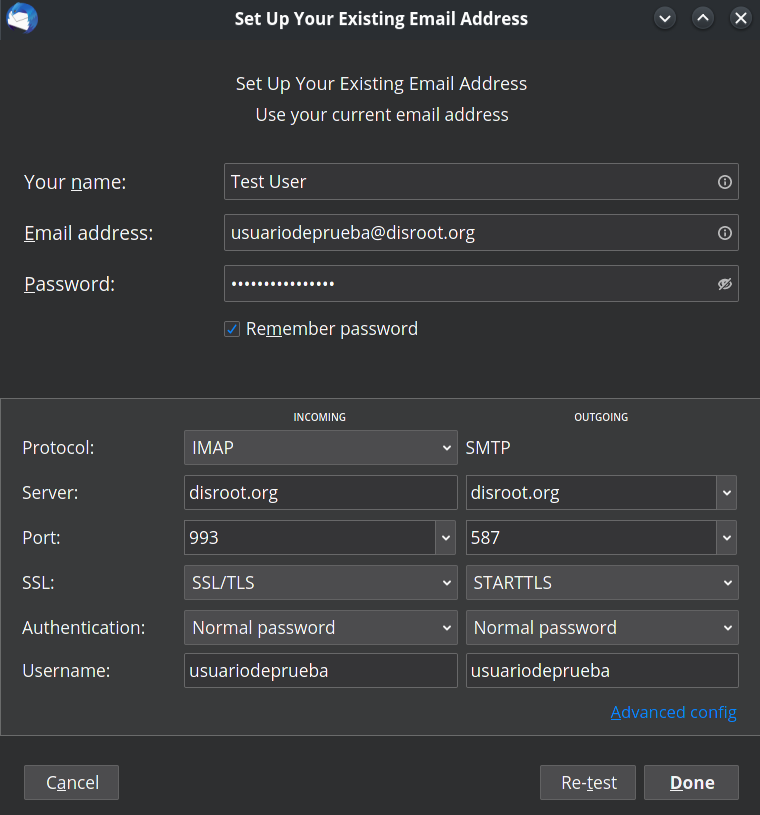 Set Up Your Existing Email Address
Set Up Your Existing Email Address
Use your current email address
Your name: Test User
Email address: usuariodeprueba@disroot.org
Password: ••••••••••••••••
Remember password
INCOMING OUTGOING
Protocol: IMAP SMTP
Server: disroot.org disroot.org
Port: 993 587
SSL: SSL/TLS STARTTLS
Authentication: Normal password Normal password
Username: usuariodeprueba usuariodeprueba
Advanced config
Cancel Re-test Done